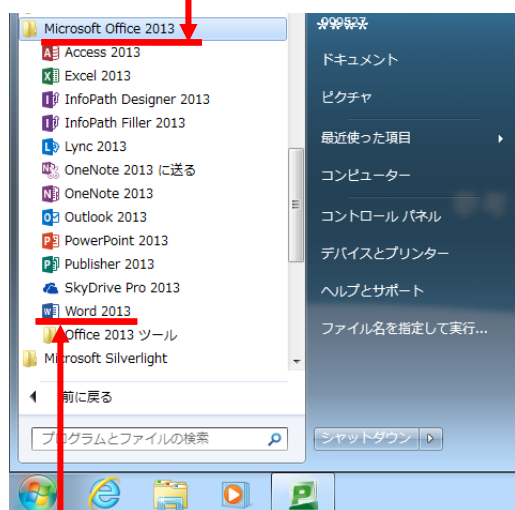 Microsoft Office 2013
Access 2013
Excel 2013
InfoPath Designer 2013
InfoPath Filler 2013
Lync 2013
OneNote 2013 に送る
OneNote 2013
Outlook 2013
PowerPoint 2013
Publisher 2013
SkyDrive Pro 2013
Word 2013
Office 2013 ツール
Microsoft Silverlight
前に戻る
プログラムとファイルの検索
ドキュメント
ピクチャ
最近使った項目
コンピューター
コントロール パネル
デバイスとプリンター
ヘルプとサポート
ファイル名を指定して実行...
シャットダウン